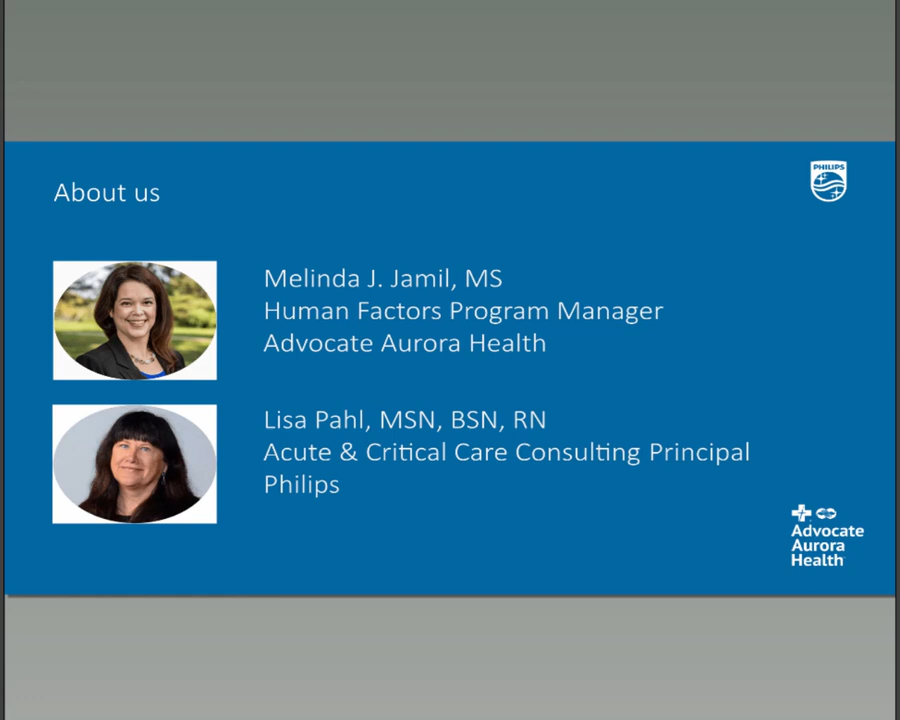 PHILIPS
About us
Melinda J. Jamil, MS
Human Factors Program Manager
Advocate Aurora Health
Lisa Pahl, MSN, BSN, RN
Acute & Critical Care Consulting Principal
Philips
Advocate
Aurora
Health